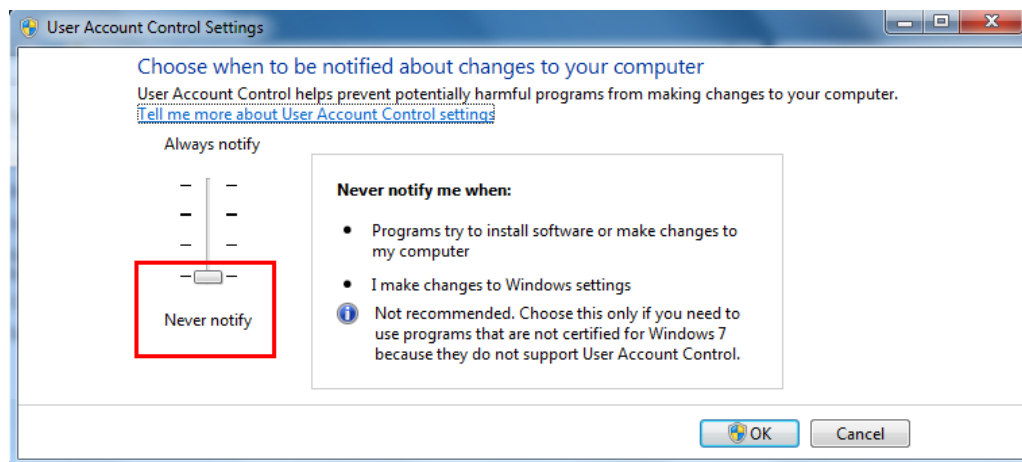 User Account Control Settings
Choose when to be notified about changes to your computer
User Account Control helps prevent potentially harmful programs from making changes to your computer.
Tell me more about User Account Control settings
Always notify
Never notify
Never notify me when:
Programs try to install software or make changes to
my computer
I make changes to Windows settings
Not recommended. Choose this only if you need to
use programs that are not certified for Windows 7
because they do not support User Account Control.
OK
Cancel